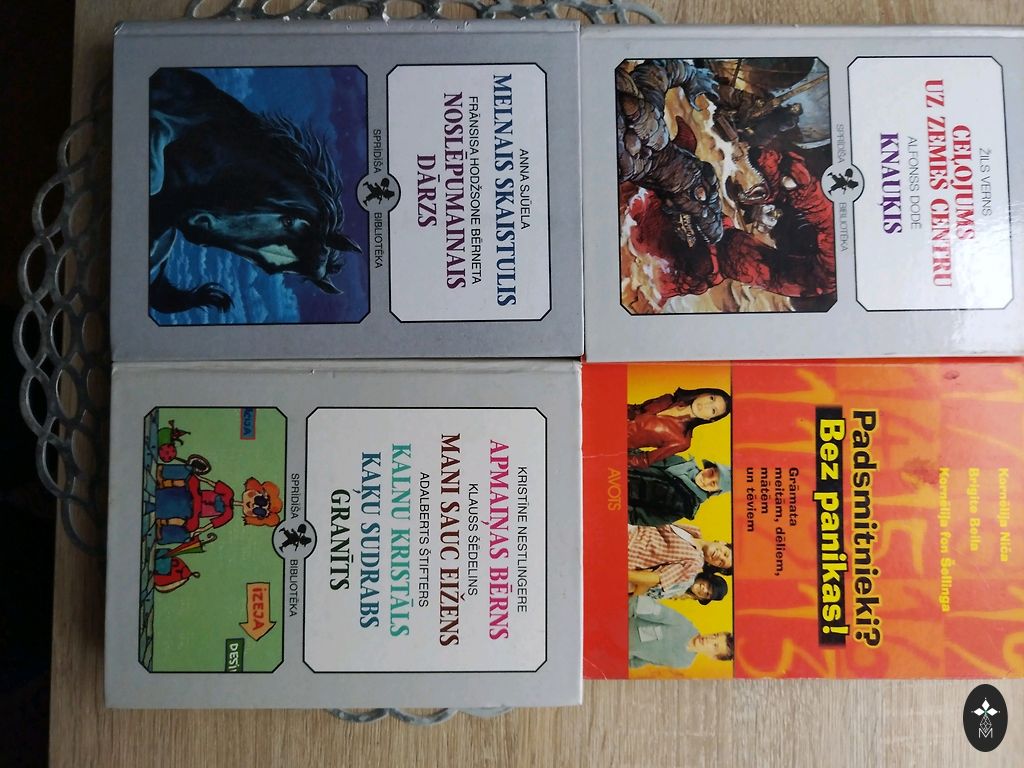 ANNA SJŪELA
MELNAIS SKAISTULIS
FRĀNSISA HODŽSONE BĒRNETA
NOSLĒPUMAINAIS
DĀRZS
SPRĪDĪŠA BIBLIOTĒKA
ŽILS VERNS
CEĻOJUMS
UZ ZEMES CENTRU
ALFONSS DODĒ
KNAUĶIS
SPRĪDĪŠA BIBLIOTĒKA
KRISTĪNE NESTLINGERE
APMAIŅAS BĒRNS
KLAUSS ŠĒDELINS
MANI SAUC EIŽENS
ADALBERTS ŠTIFTERS
KALNU KRISTĀLS
KAĶU SUDRABS
GRANĪTS
SPRĪDĪŠA BIBLIOTĒKA
IZEJA
DESI
Kornēlija Niča
Brigite Bolla
Kornēlija fon Šellinga
Padsmitnieki?
Bez panikas!
Grāmata
meitām, dēliem,
mātēm
un tēviem
AVOTS
M